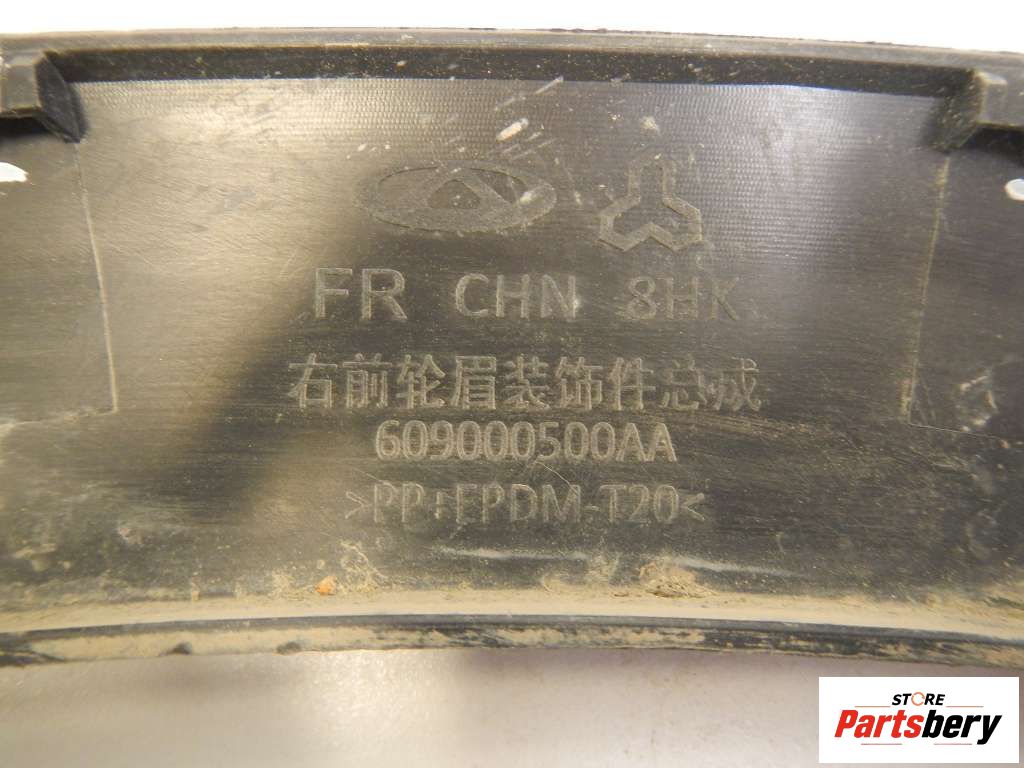 FR CHN 8HK
右前轮眉装饰件总成
609000500AA
>PP+EPDM-T20<
STORE
Partsbery